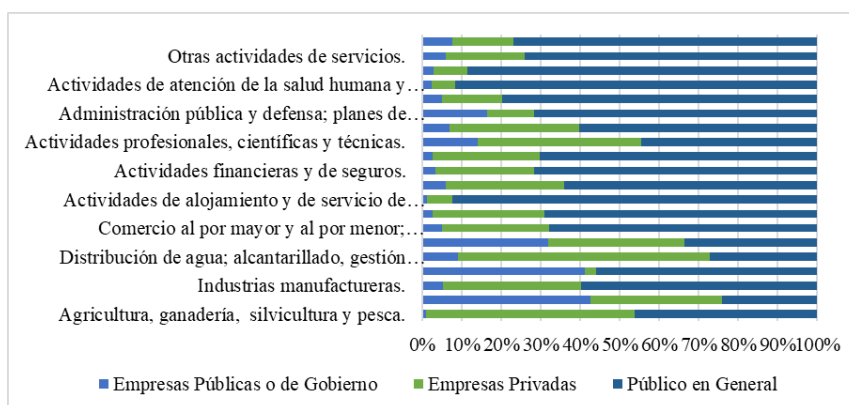 Otras actividades de servicios.
Actividades de atención de la salud humana y…
Administración pública y defensa; planes de…
Actividades profesionales, científicas y técnicas.
Actividades financieras y de seguros.
Actividades de alojamiento y de servicio de…
Comercio al por mayor y al por menor;…
Distribución de agua; alcantarillado, gestión…
Industrias manufactureras.
Agricultura, ganadería, silvicultura y pesca.
0% 10% 20% 30% 40% 50% 60% 70% 80% 90% 100%
Empresas Públicas o de Gobierno Empresas Privadas Público en General